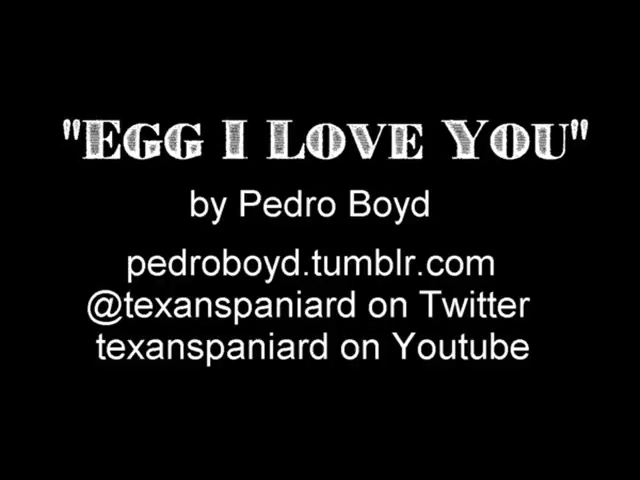 "Egg I Love You"
by Pedro Boyd
pedroboyd.tumblr.com
@texanspaniard on Twitter
texanspaniard on Youtube